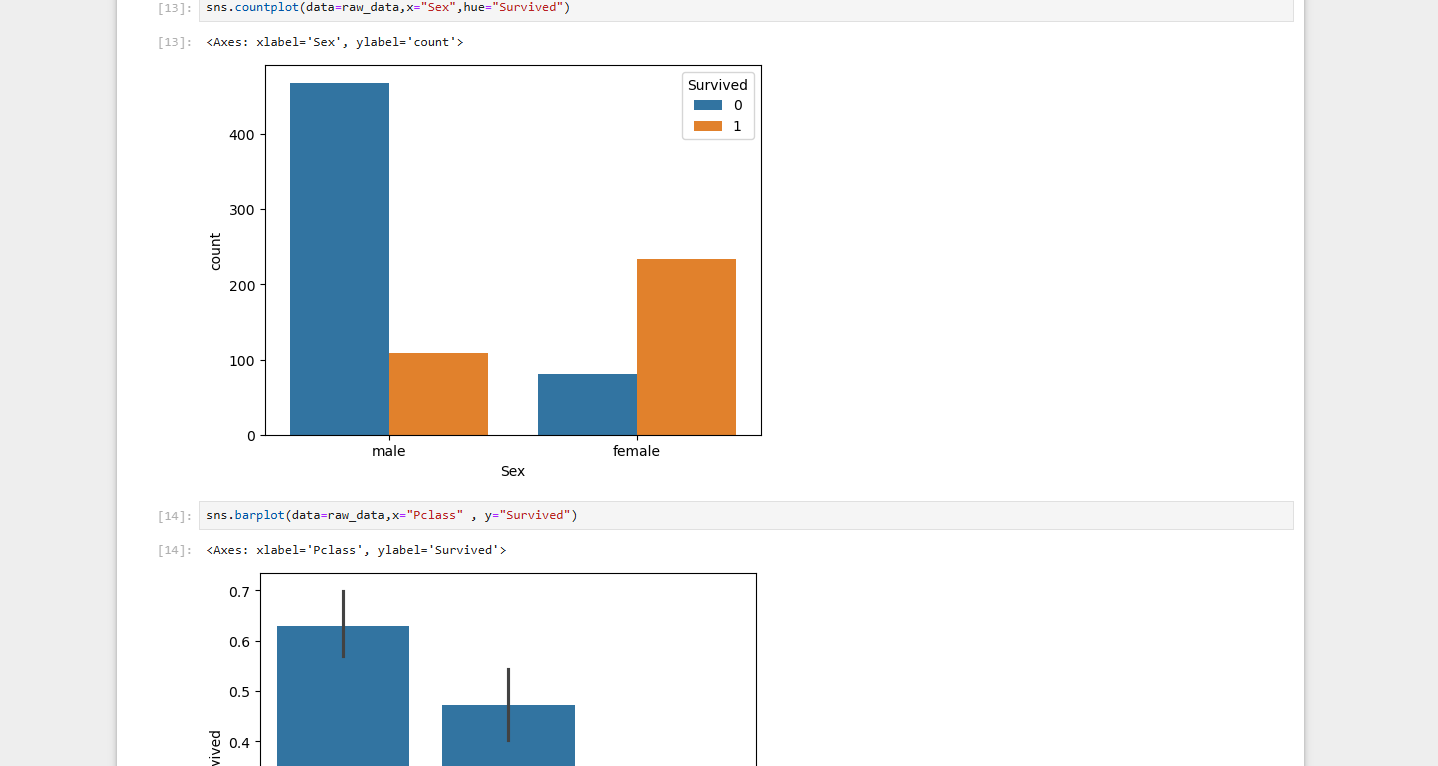 [13]: sns.countplot(data=raw_data,x="Sex",hue="Survived")
[13]: <Axes: xlabel='Sex', ylabel='count'>
Survived
0
1
400
300
200
100
0
count
male female
Sex
[14]: sns.barplot(data=raw_data,x="Pclass" , y="Survived")
[14]: <Axes: xlabel='Pclass', ylabel='Survived'>
0.7
0.6
0.5
0.4
vived